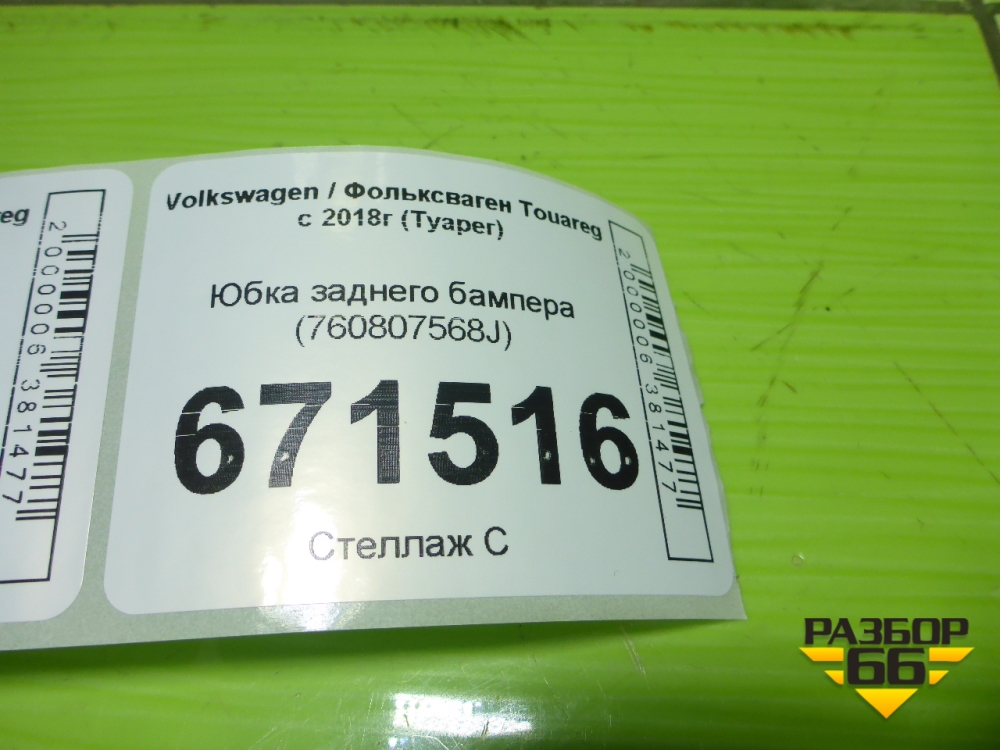 eg
2000006381477
Volkswagen / Фольксваген Touareg
с 2018г (Туарег)
Юбка заднего бампера
(760807568J)
671516
Стеллаж С
2000006381477
РАЗБОР
66